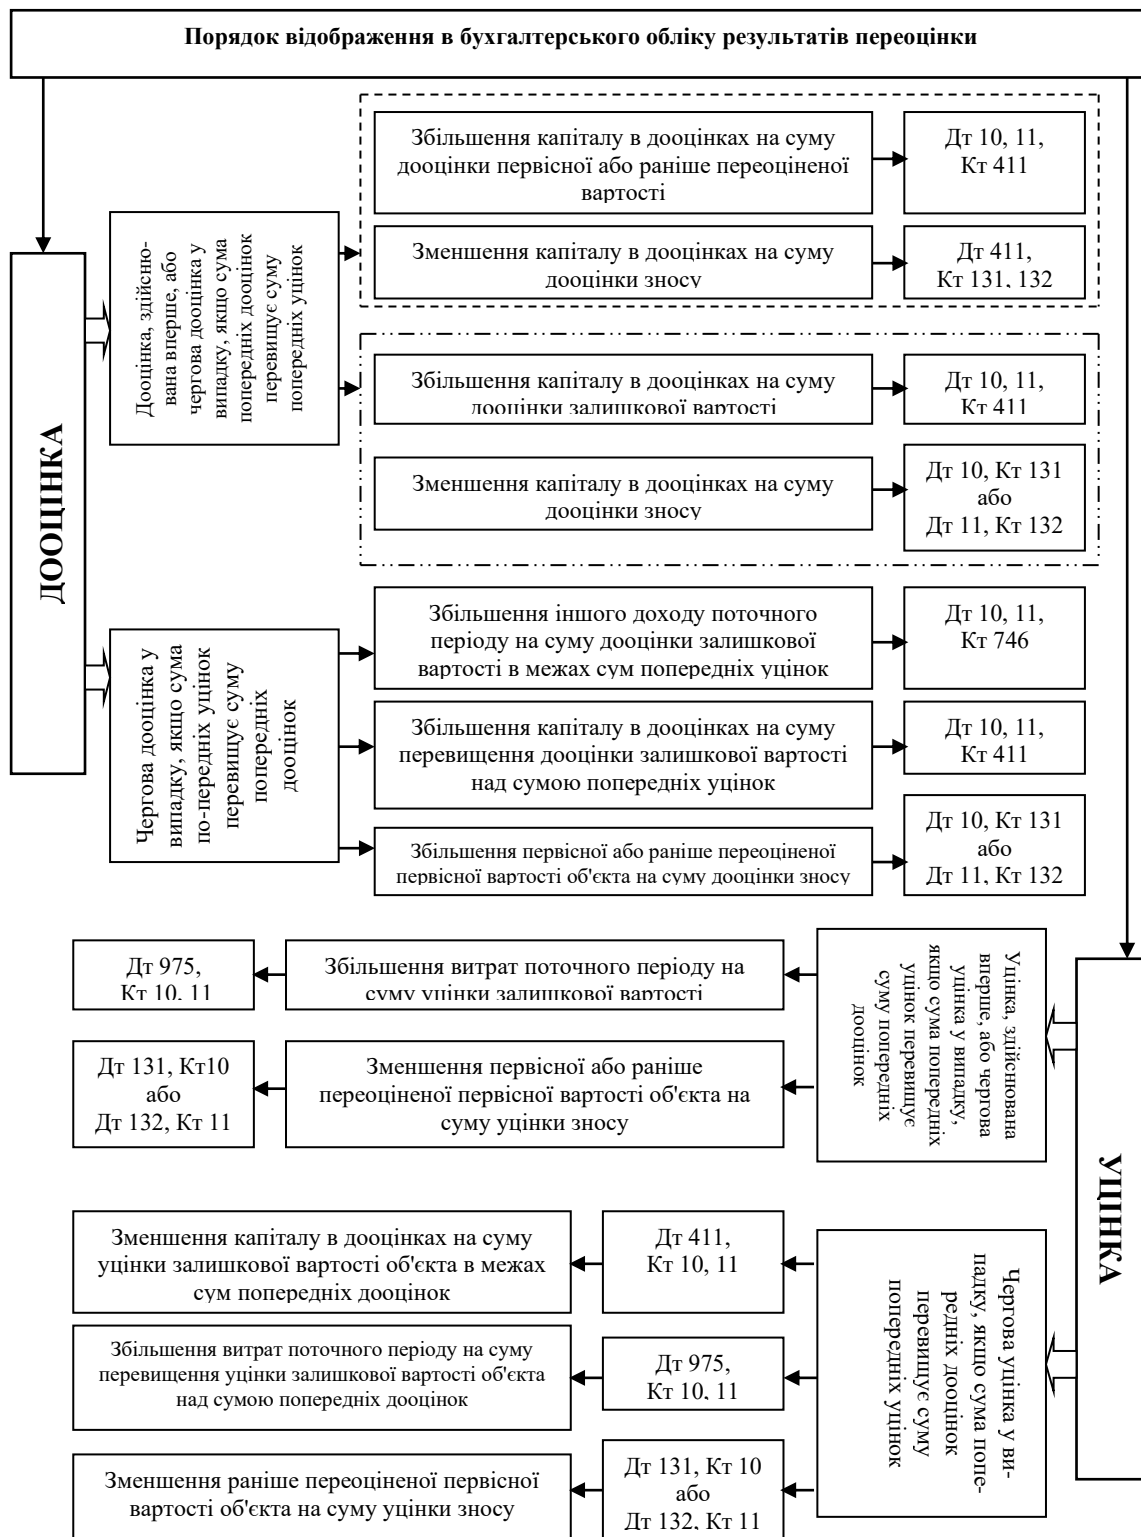 Порядок відображення в бухгалтерського обліку результатів переоцінки
ДООЦІНКА
Дооцінка, здійсню-
вана вперше, або
чергова дооцінка у
випадку, якщо сума
попередніх дооцінок
перевищує суму
попередніх уцінок
Збільшення капіталу в дооцінках на суму
дооцінки первісної або раніше переоціненої
вартості
Дт 10, 11,
Кт 411
Зменшення капіталу в дооцінках на суму
дооцінки зносу
Дт 411,
Кт 131, 132
Збільшення капіталу в дооцінках на суму
дооцінки залишкової вартості
Дт 10, 11,
Кт 411
Зменшення капіталу в дооцінках на суму
дооцінки зносу
Дт 10, Кт 131
або
Дт 11, Кт 132
Чергова дооцінка у
випадку, якщо сума
по-передніх уцінок
перевищує суму
попередніх
дооцінок
Збільшення іншого доходу поточного
періоду на суму дооцінки залишкової
вартості в межах сум попередніх уцінок
Дт 10, 11,
Кт 746
Збільшення капіталу в дооцінках на суму
перевищення дооцінки залишкової вартості
над сумою попередніх уцінок
Дт 10, 11,
Кт 411
Збільшення первісної або раніше переоціненої
первісної вартості об'єкта на суму дооцінки зносу
Дт 10, Кт 131
або
Дт 11, Кт 132
УЦІНКА
Уцінка, здійснювана
вперше, або чергова
уцінка у випадку,
якщо сума попередніх
уцінок перевищує
суму попередніх
дооцінок
Збільшення витрат поточного періоду на
суму уцінки залишкової вартості
Дт 975,
Кт 10, 11
Зменшення первісної або раніше
переоціненої первісної вартості об'єкта на
суму уцінки зносу
Дт 131, Кт10
або
Дт 132, Кт 11
Чергова уцінка у ви-
падку, якщо сума попе-
редніх дооцінок
перевищує суму
попередніх уцінок
Дт 411,
Кт 10, 11
Зменшення капіталу в дооцінках на суму
уцінки залишкової вартості об'єкта в межах
сум попередніх дооцінок
Дт 975,
Кт 10, 11
Збільшення витрат поточного періоду на суму
перевищення уцінки залишкової вартості об'єкта
над сумою попередніх дооцінок
Дт 131, Кт 10
або
Дт 132, Кт 11
Зменшення раніше переоціненої первісної
вартості об'єкта на суму уцінки зносу